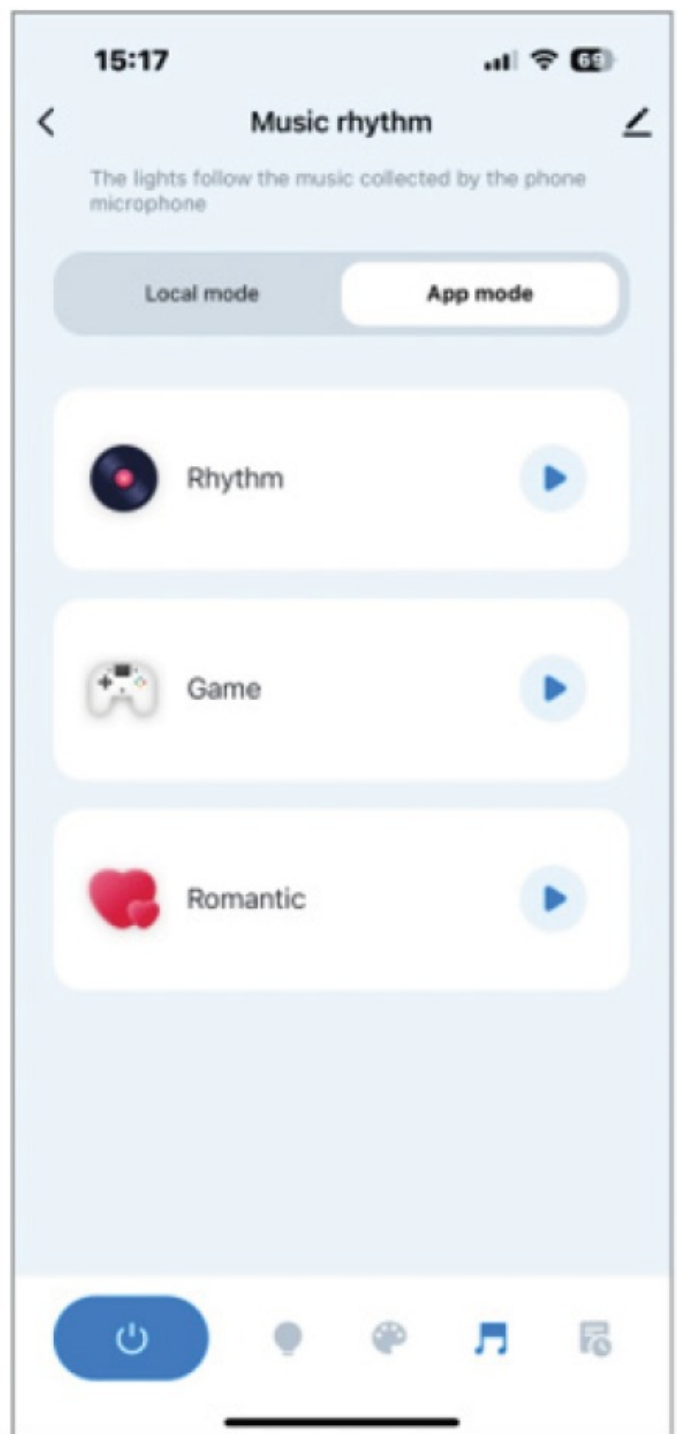 15:17
69
Music rhythm
The lights follow the music collected by the phone
microphone
Local mode
App mode
Rhythm
Game
Romantic